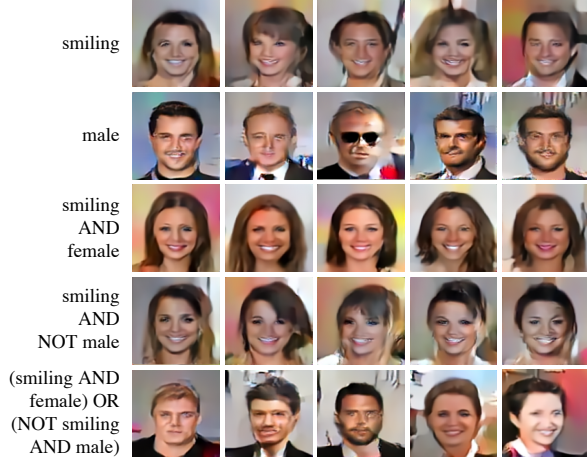 smiling
male
smiling
AND
female
smiling
AND
NOT male
(smiling AND
female) OR
(NOT smiling
AND male)